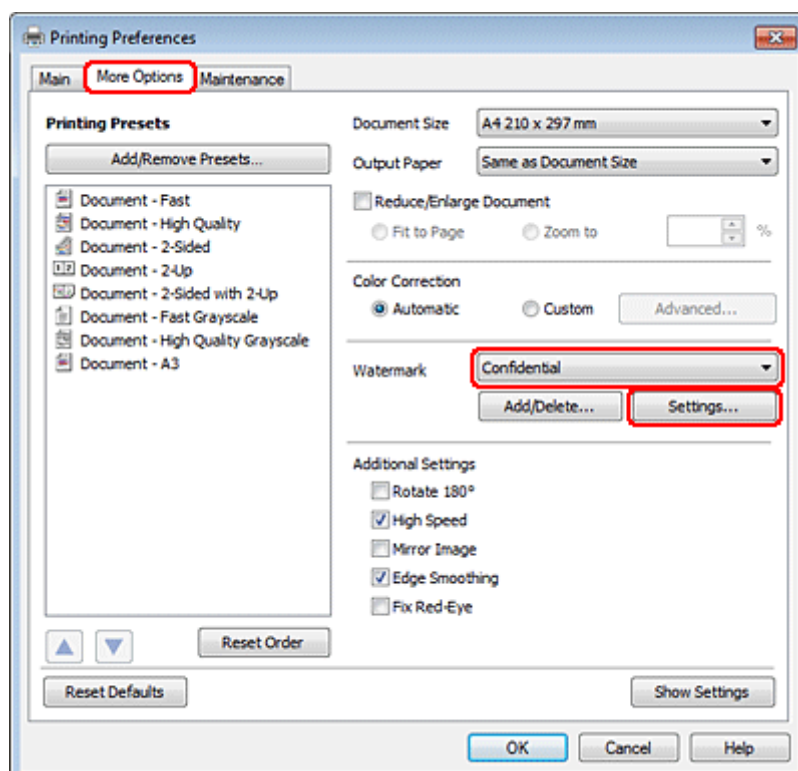 Printing Preferences
Main
More Options
Maintenance
Printing Presets
Add/Remove Presets...
Document - Fast
Document - High Quality
Document - 2-Sided
Document - 2-Up
Document - 2-Sided with 2-Up
Document - Fast Grayscale
Document - High Quality Grayscale
Document - A3
Reset Order
Document Size
A4 210 x 297 mm
Output Paper
Same as Document Size
Reduce/Enlarge Document
Fit to Page
Zoom to
%
Color Correction
Automatic
Custom
Advanced...
Watermark
Confidential
Add/Delete...
Settings...
Additional Settings
Rotate 180°
High Speed
Mirror Image
Edge Smoothing
Fix Red-Eye
Reset Defaults
Show Settings
OK
Cancel
Help